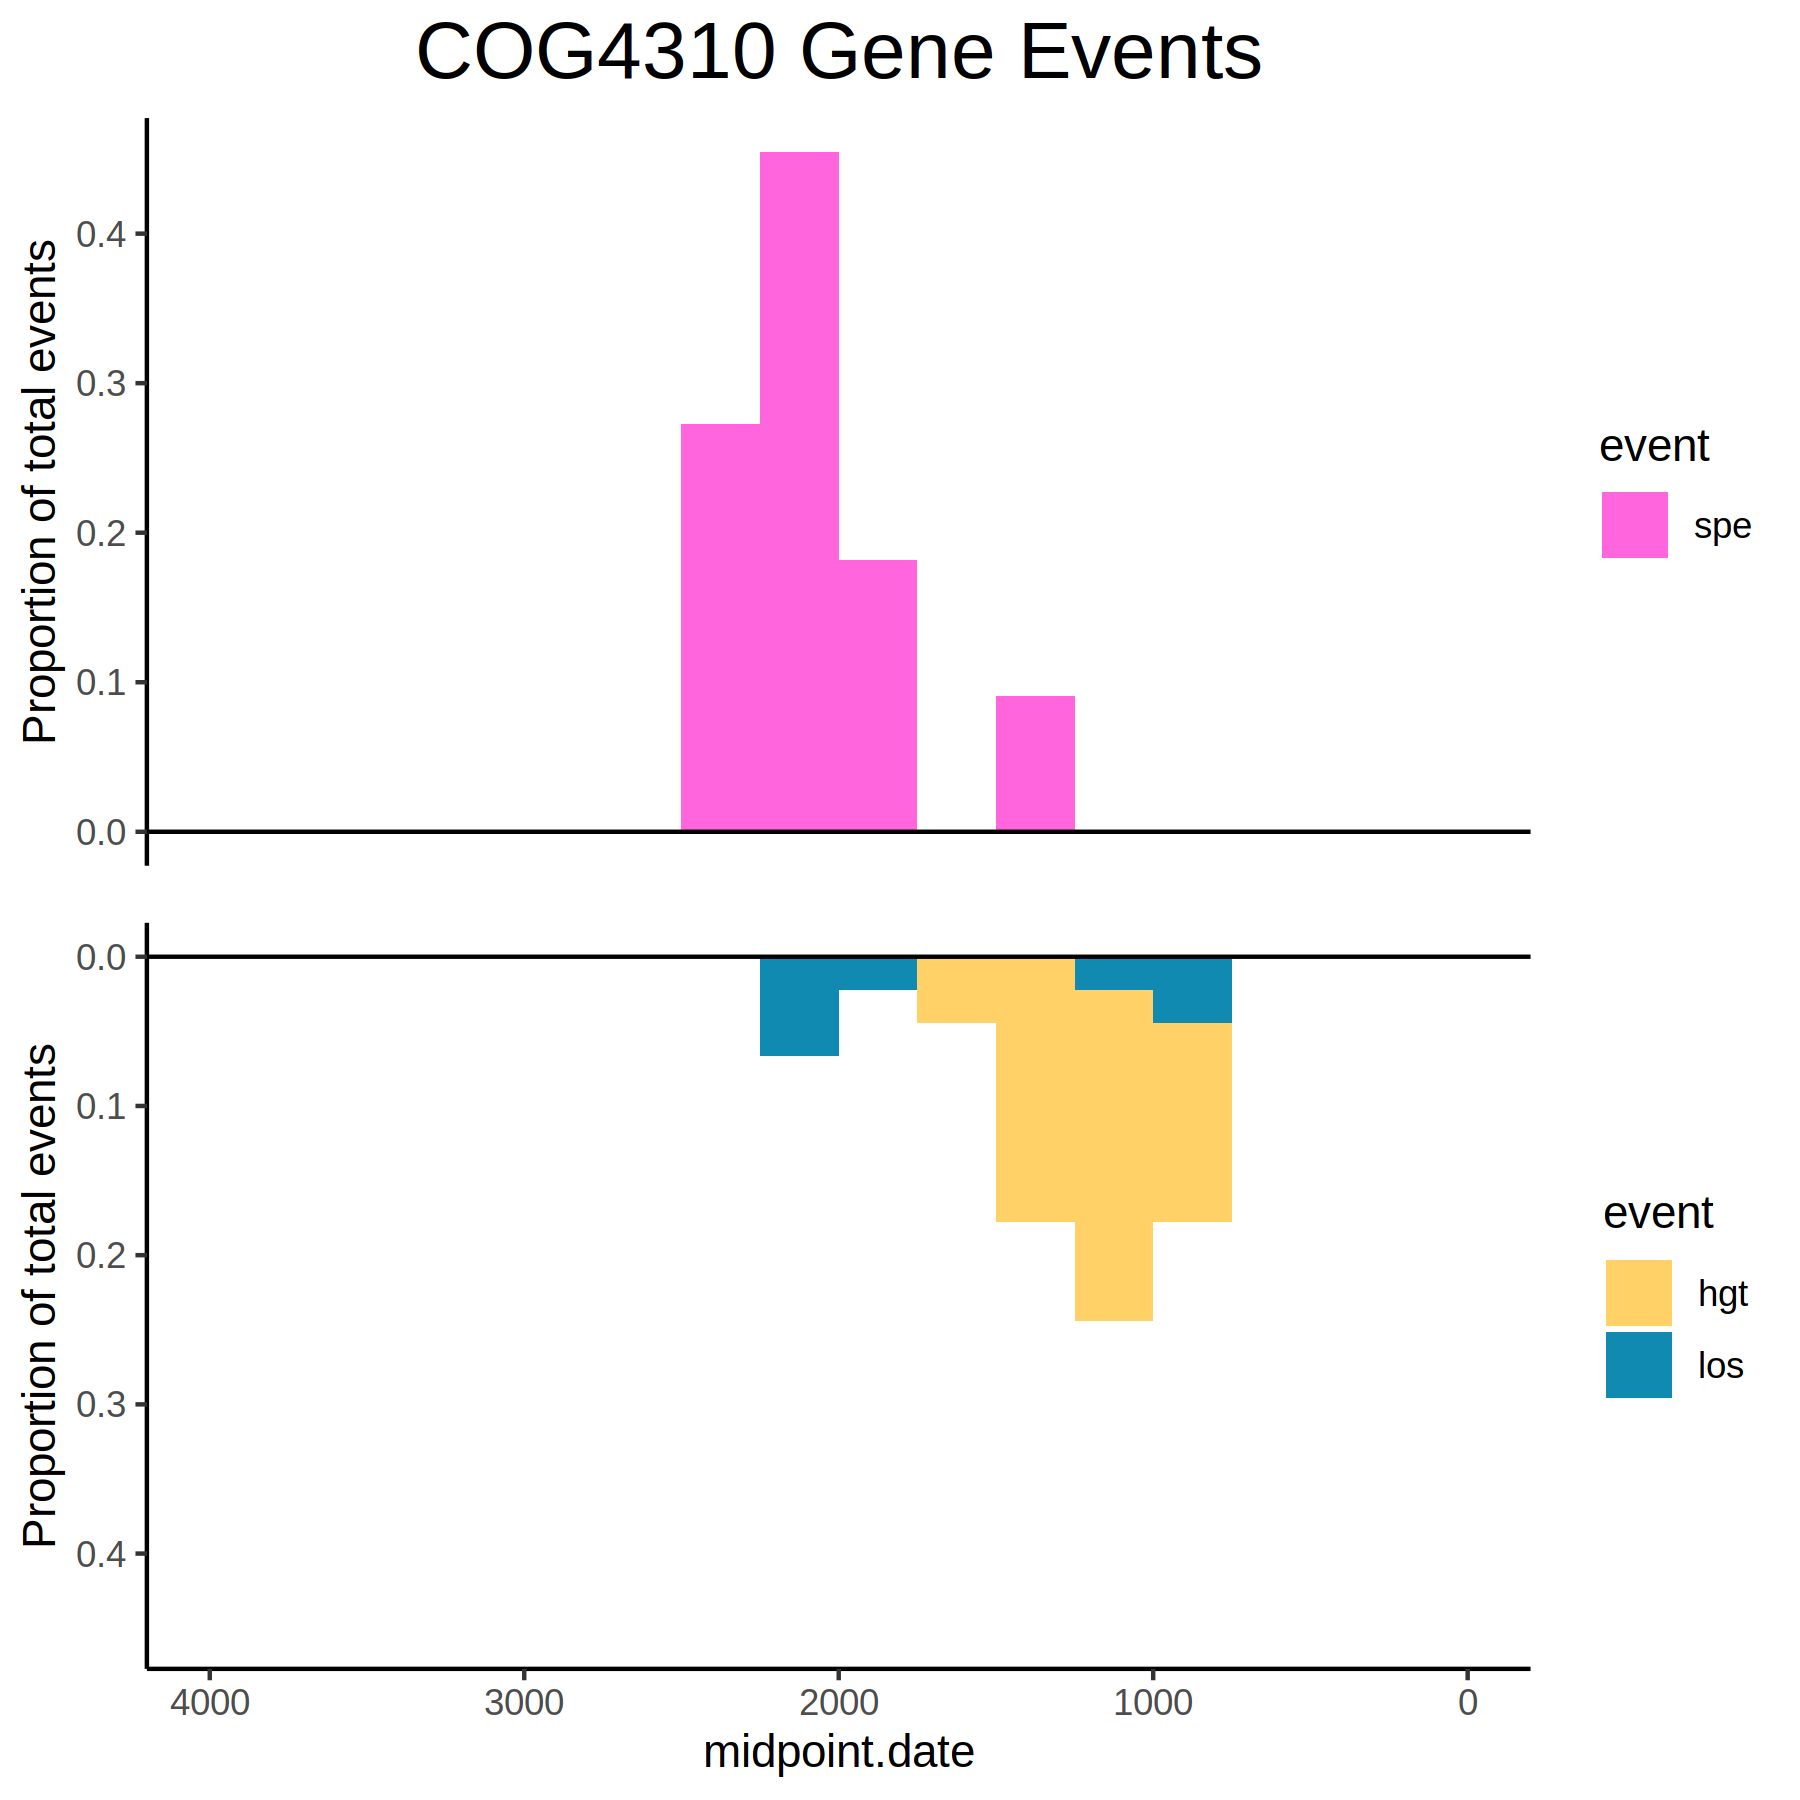 COG4310 Gene Events
Proportion of total events
0.4
0.3
0.2
0.1
0.0
event
spe
Proportion of total events
0.0
0.1
0.2
0.3
0.4
event
hgt
los
4000 3000 2000 1000 0
midpoint.date